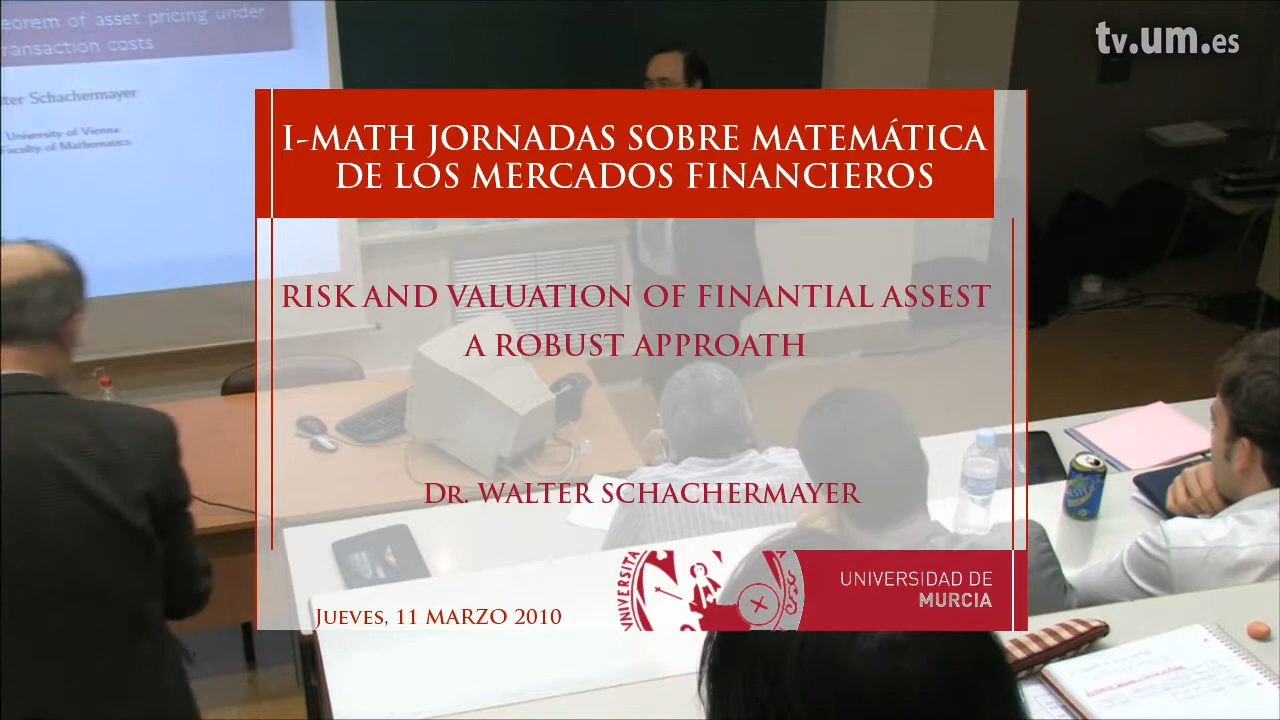 tv.um.es
eorem of asset pricing under
ransaction costs
ter Schachermayer
University of Vienna
Faculty of Mathematics
I-MATH JORNADAS SOBRE MATEMÁTICA
DE LOS MERCADOS FINANCIEROS
RISK AND VALUATION OF FINANTIAL ASSEST
A ROBUST APPROATH
Dr. WALTER SCHACHERMAYER
UNIVERSIDAD DE
MURCIA
Jueves, 11 MARZO 2010